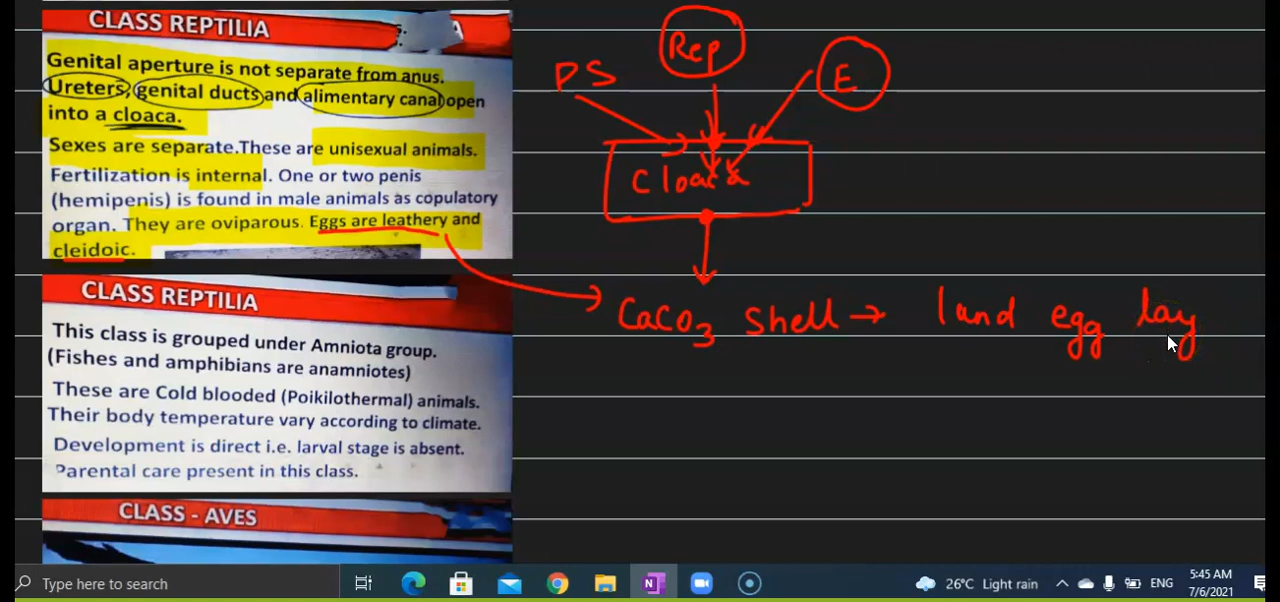 CLASS REPTILIA
Genital aperture is not separate from anus.
Ureters, genital ducts and alimentary canal open
into a cloaca.
Sexes are separate.These are unisexual animals.
Fertilization is internal. One or two penis
(hemipenis) is found in male animals as copulatory
organ. They are oviparous. Eggs are leathery and
cleidoic.
CLASS REPTILIA
This class is grouped under Amniota group.
(Fishes and amphibians are anamniotes)
These are Cold blooded (Poikilothermal) animals.
Their body temperature vary according to climate.
Development is direct i.e. larval stage is absent.
Parental care present in this class.
CLASS - AVES
Rep
DS
E
Cloaca
CaCO3 shell → land egg lay
Type here to search
N
26°C Light rain
ENG
5:45 AM
7/6/2021